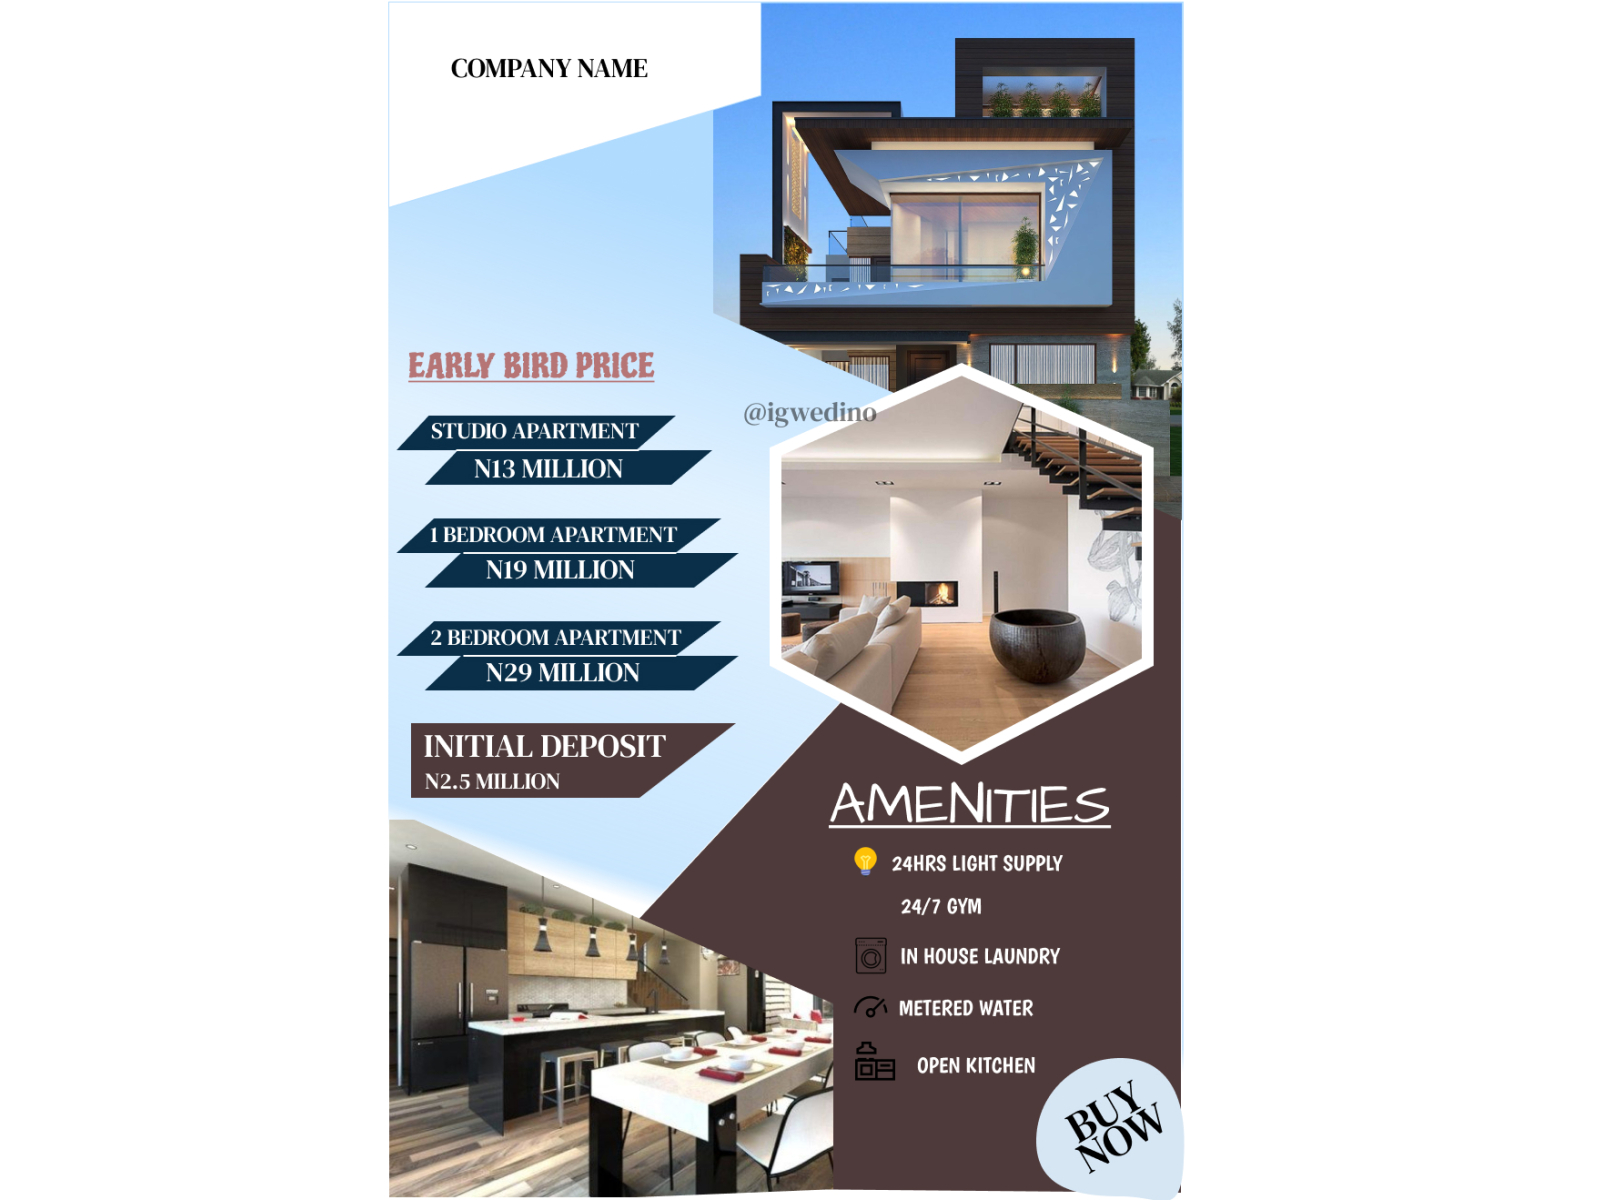 COMPANY NAME
EARLY BIRD PRICE
@igwedino
STUDIO APARTMENT
N13 MILLION
1 BEDROOM APARTMENT
N19 MILLION
2 BEDROOM APARTMENT
N29 MILLION
INITIAL DEPOSIT
N2.5 MILLION
AMENITIES
24HRS LIGHT SUPPLY
24/7 GYM
IN HOUSE LAUNDRY
METERED WATER
OPEN KITCHEN
BUY
NOW